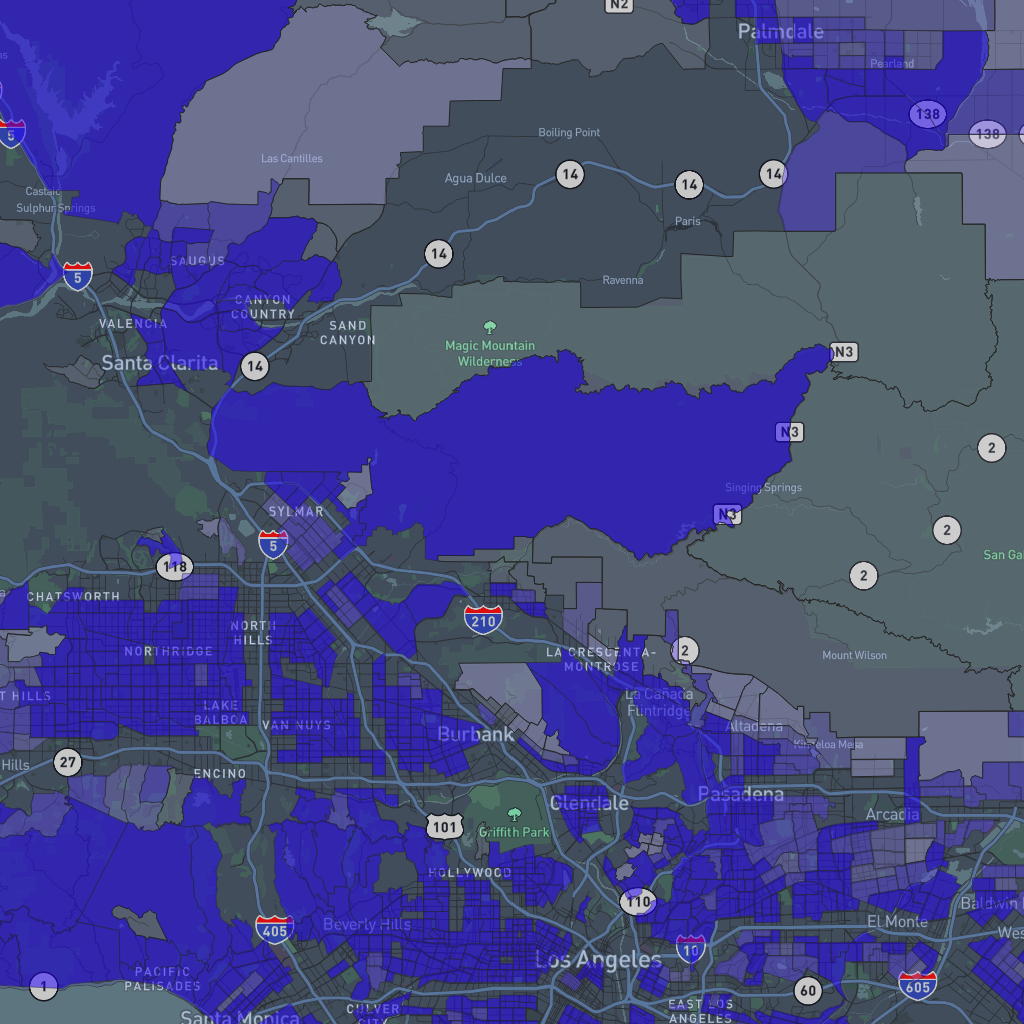 N2
Palmdale
Pearland
138
138
5
Boiling Point
Las Cantilles
Agua Dulce
14
14
14
Castaic
Sulphur Springs
Paris
14
SAUGUS
5
Ravenna
CANYON
COUNTRY
VALENCIA
SAND
CANYON
Magic Mountain
Wilderness
N3
Santa Clarita
14
N3
2
Singing Springs
SYLMAR
N3
2
5
San Ga
118
2
CHATSWORTH
210
NORTH
HILLS
NORTHRIDGE
LA CRESCENTA-
MONTROSE
2
Mount Wilson
T HILLS
La Cañada
Flintridge
LAKE
BALBOA
VAN NUYS
Burbank
Altadena
Kinneloa Mesa
Hills
27
ENCINO
Glendale
Pasadena
Arcadia
101
Griffith Park
HOLLYWOOD
110
Baldwin
Beverly Hills
405
El Monte
Wes
10
Los Angeles
PACIFIC
PALISADES
1
60
605
Santa Monica
CULVER
CITY
EAST LOS
ANGELES